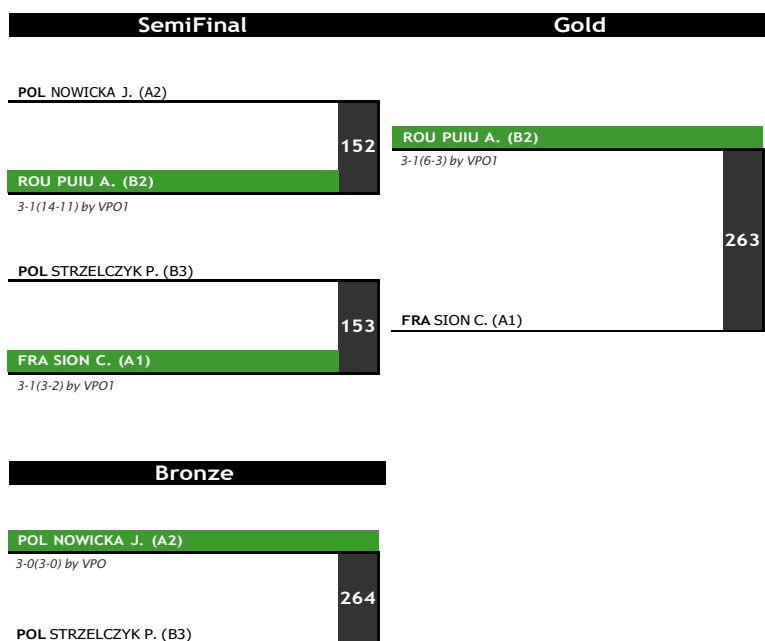 SemiFinal
Gold
POL NOWICKA J. (A2)
152
ROU PUIU A. (B2)
3-1(14-11) by VPO1
ROU PUIU A. (B2)
3-1(6-3) by VPO1
263
POL STRZELCZYK P. (B3)
153
FRA SION C. (A1)
FRA SION C. (A1)
3-1(3-2) by VPO1
Bronze
POL NOWICKA J. (A2)
3-0(3-0) by VPO
264
POL STRZELCZYK P. (B3)